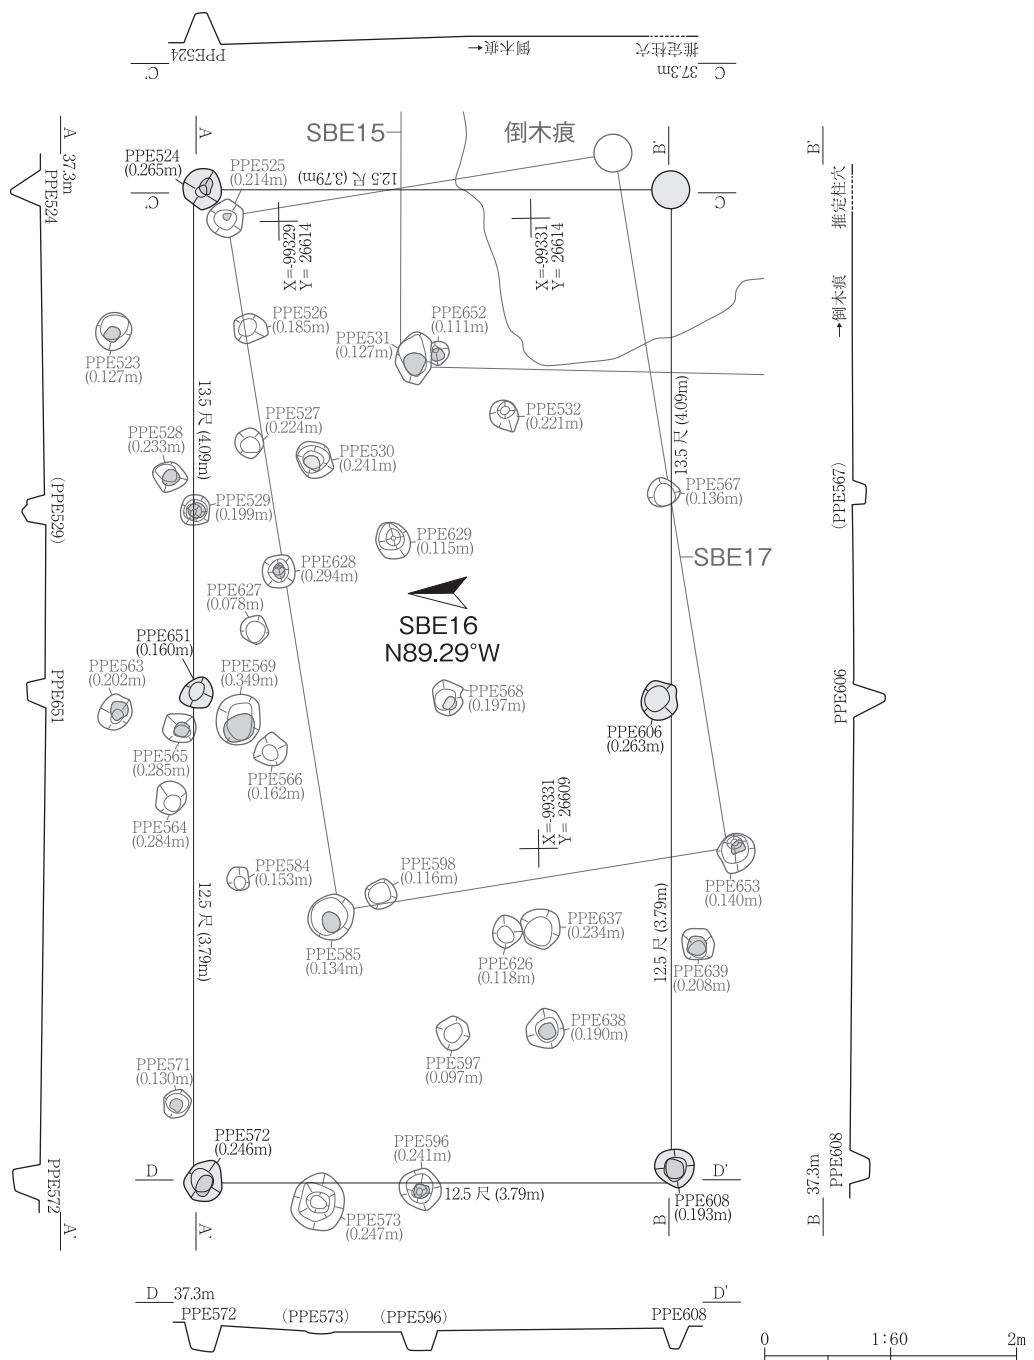 PPE524
←倒木痕
推定柱穴
C'
37.3m
C
SBE15
倒木痕
A
A
B'
B'
37.3m
PPE524
(0.265m)
PPE525
(0.214m)
12.5 尺 (3.79m)
C'
C
PPE524
推定柱穴
X=-99329
Y= 26614
X=-99331
Y= 26614
→倒木痕
PPE526
(0.185m)
PPE652
(0.111m)
PPE531
(0.127m)
PPE523
(0.127m)
13.5 尺 (4.09m)
13.5 尺 (4.09m)
PPE527
(0.224m)
PPE532
(0.221m)
PPE528
(0.233m)
PPE530
(0.241m)
PPE529
(0.199m)
PPE567
(0.136m)
(PPE529)
(PPE567)
PPE629
(0.115m)
PPE628
(0.294m)
SBE17
PPE627
(0.078m)
SBE16
N89.29°W
PPE651
(0.160m)
PPE563
(0.202m)
PPE569
(0.349m)
PPE651
PPE568
(0.197m)
PPE606
PPE606
(0.263m)
PPE565
(0.285m)
PPE566
(0.162m)
PPE564
(0.284m)
X=-99331
Y= 26609
PPE584
(0.153m)
PPE598
(0.116m)
PPE653
(0.140m)
12.5 尺 (3.79m)
12.5 尺 (3.79m)
PPE585
(0.134m)
PPE637
(0.234m)
PPE626
(0.118m)
PPE639
(0.208m)
PPE638
(0.190m)
PPE597
(0.097m)
PPE571
(0.130m)
PPE572
(0.246m)
PPE596
(0.241m)
D
D'
PPE572
12.5 尺 (3.79m)
PPE608
(0.193m)
PPE608
37.3m
PPE573
(0.247m)
A'
A'
B
B
D
37.3m
D'
PPE572
(PPE573)
(PPE596)
PPE608
0
1:60
2m